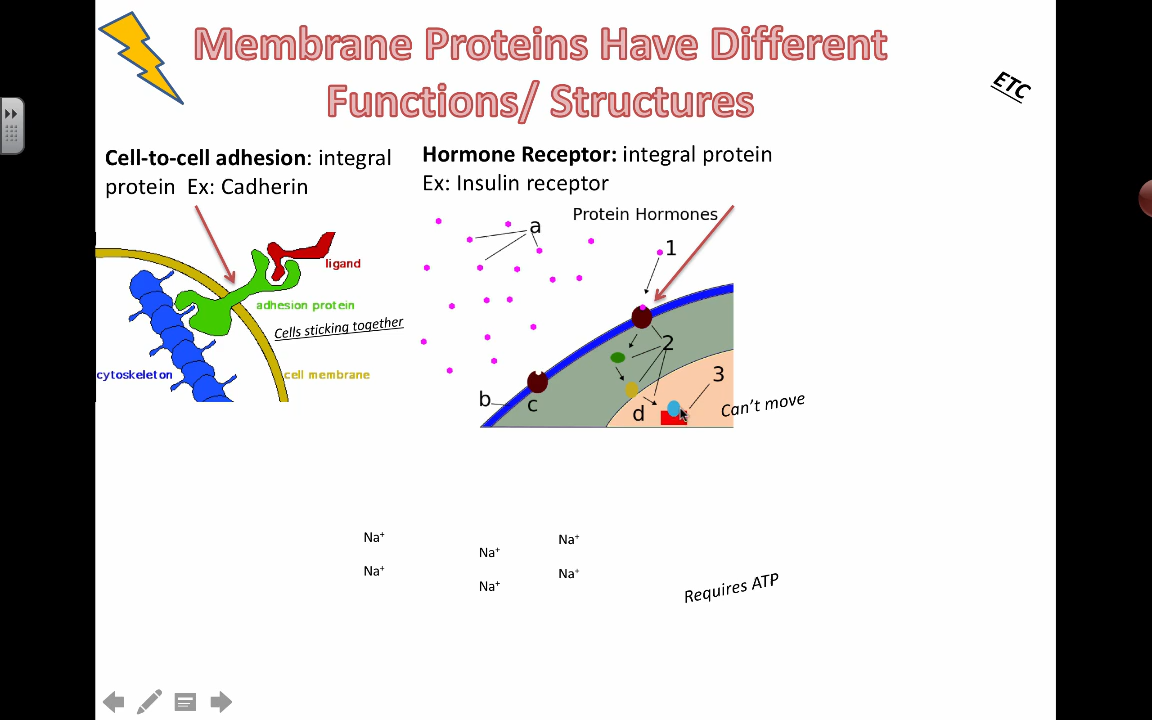 Membrane Proteins Have Different
Functions/ Structures
ETC
Cell-to-cell adhesion: integral
protein  Ex: Cadherin
Hormone Receptor: integral protein
Ex: Insulin receptor
Protein Hormones
a
1
ligand
adhesion protein
Cells sticking together
cytoskeleton
cell membrane
2
3
b
c
d
Can't move
Na⁺
Na⁺
Na⁺
Na⁺
Na⁺
Na⁺
Requires ATP